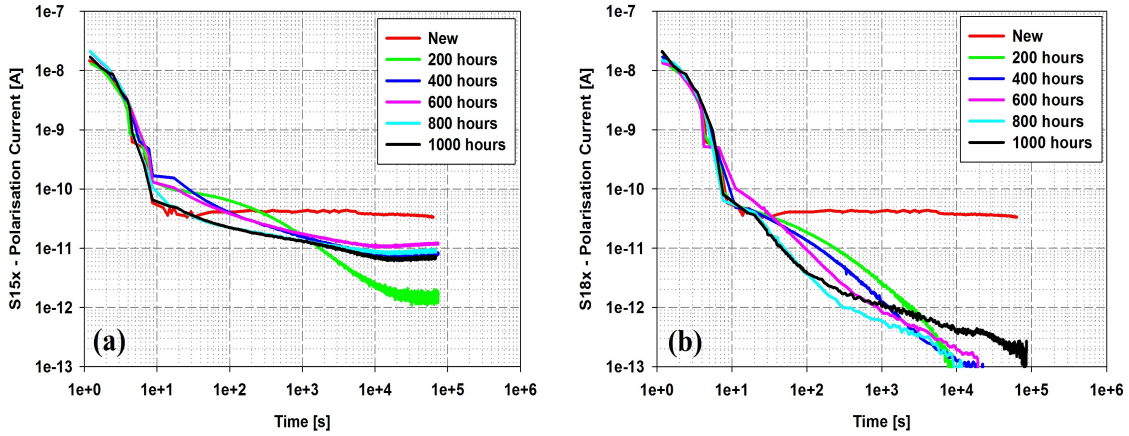 S15x - Polarisation Current [A]
1e-7
1e-8
1e-9
1e-10
1e-11
1e-12
1e-13
New
200 hours
400 hours
600 hours
800 hours
1000 hours
(a)
1e+0
1e+1
1e+2
1e+3
1e+4
1e+5
1e+6
Time [s]
S18x - Polarisation Current [A]
1e-7
1e-8
1e-9
1e-10
1e-11
1e-12
1e-13
New
200 hours
400 hours
600 hours
800 hours
1000 hours
(b)
1e+0
1e+1
1e+2
1e+3
1e+4
1e+5
1e+6
Time [s]